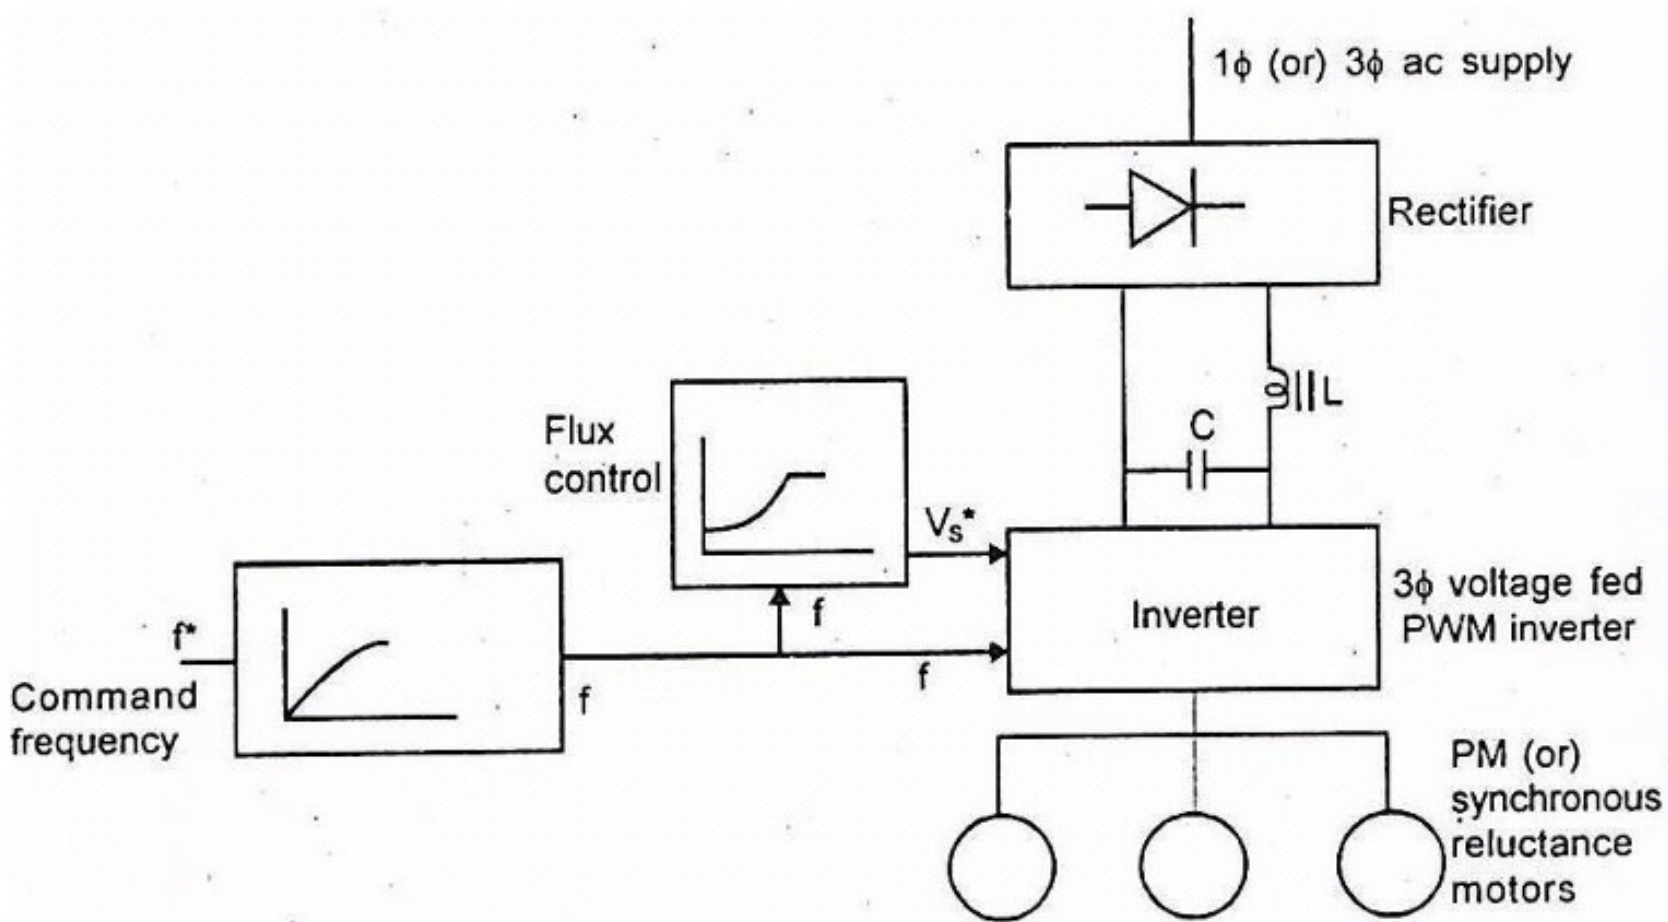 1ϕ (or) 3ϕ ac supply
Rectifier
L
C
Flux
control
Vs*
f
f*
Command
frequency
f
f
Inverter
3ϕ voltage fed
PWM inverter
PM (or)
synchronous
reluctance
motors